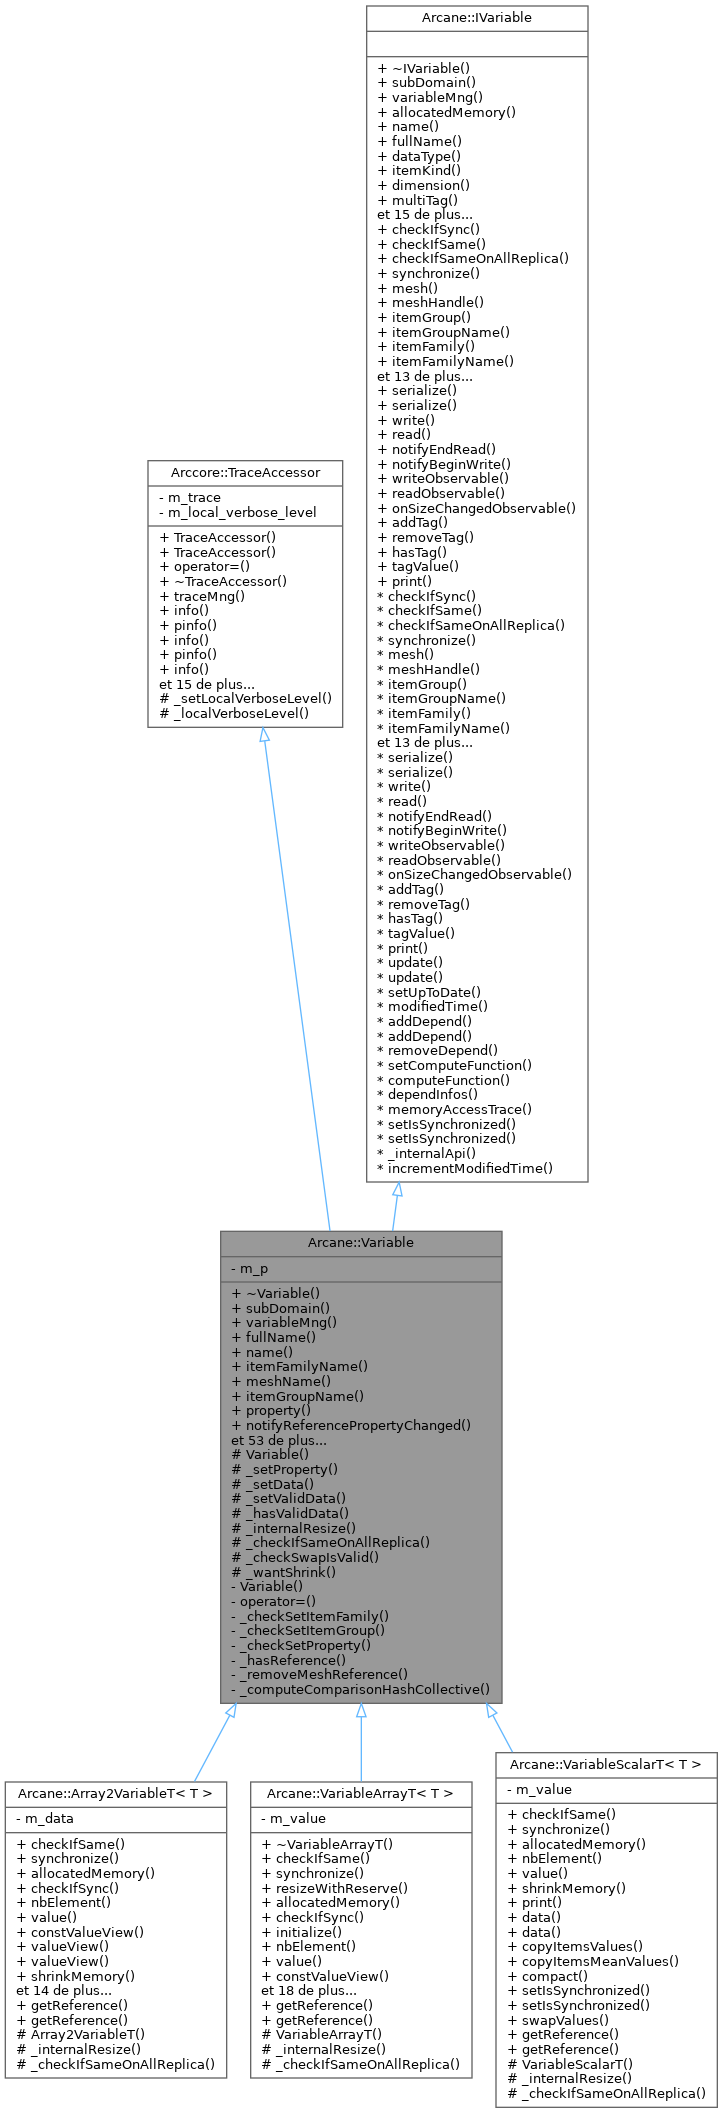 Arcane::IVariable
+ ~IVariable()
+ subDomain()
+ variableMng()
+ allocatedMemory()
+ name()
+ fullName()
+ dataType()
+ itemKind()
+ dimension()
+ multiTag()
et 15 de plus...
+ checkIfSync()
+ checkIfSame()
+ checkIfSameOnAllReplica()
+ synchronize()
+ mesh()
+ meshHandle()
+ itemGroup()
+ itemGroupName()
+ itemFamily()
+ itemFamilyName()
et 13 de plus...
+ serialize()
+ serialize()
+ write()
+ read()
+ notifyEndRead()
+ notifyBeginWrite()
+ writeObservable()
+ readObservable()
+ onSizeChangedObservable()
+ addTag()
+ removeTag()
+ hasTag()
+ tagValue()
+ print()
* checkIfSync()
* checkIfSame()
* checkIfSameOnAllReplica()
* synchronize()
* mesh()
* meshHandle()
* itemGroup()
* itemGroupName()
* itemFamily()
* itemFamilyName()
et 13 de plus...
* serialize()
* serialize()
* write()
* read()
* notifyEndRead()
* notifyBeginWrite()
* writeObservable()
* readObservable()
* onSizeChangedObservable()
* addTag()
* removeTag()
* hasTag()
* tagValue()
* print()
* update()
* update()
* setUpToDate()
* modifiedTime()
* addDepend()
* addDepend()
* removeDepend()
* setComputeFunction()
* computeFunction()
* dependInfos()
* memoryAccessTrace()
* setIsSynchronized()
* setIsSynchronized()
* _internalApi()
* incrementModifiedTime()
Arccore::TraceAccessor
- m_trace
- m_local_verbose_level
+ TraceAccessor()
+ TraceAccessor()
+ operator=()
+ ~TraceAccessor()
+ traceMng()
+ info()
+ pinfo()
+ info()
+ pinfo()
+ info()
et 15 de plus...
# _setLocalVerboseLevel()
# _localVerboseLevel()
Arcane::Variable
- m_p
+ ~Variable()
+ subDomain()
+ variableMng()
+ fullName()
+ name()
+ itemFamilyName()
+ meshName()
+ itemGroupName()
+ property()
+ notifyReferencePropertyChanged()
et 53 de plus...
# Variable()
# _setProperty()
# _setData()
# _setValidData()
# _hasValidData()
# _internalResize()
# _checkIfSameOnAllReplica()
# _checkSwapIsValid()
# _wantShrink()
- Variable()
- operator=()
- _checkSetItemFamily()
- _checkSetItemGroup()
- _checkSetProperty()
- _hasReference()
- _removeMeshReference()
- _computeComparisonHashCollective()
Arcane::Array2VariableT< T >
- m_data
+ checkIfSame()
+ synchronize()
+ allocatedMemory()
+ checkIfSync()
+ nbElement()
+ value()
+ constValueView()
+ valueView()
+ valueView()
+ shrinkMemory()
et 14 de plus...
+ getReference()
+ getReference()
# Array2VariableT()
# _internalResize()
# _checkIfSameOnAllReplica()
Arcane::VariableArrayT< T >
- m_value
+ ~VariableArrayT()
+ checkIfSame()
+ synchronize()
+ resizeWithReserve()
+ allocatedMemory()
+ checkIfSync()
+ initialize()
+ nbElement()
+ value()
+ constValueView()
et 18 de plus...
+ getReference()
+ getReference()
# VariableArrayT()
# _internalResize()
# _checkIfSameOnAllReplica()
Arcane::VariableScalarT< T >
- m_value
+ checkIfSame()
+ synchronize()
+ allocatedMemory()
+ nbElement()
+ value()
+ shrinkMemory()
+ print()
+ data()
+ data()
+ copyItemsValues()
+ copyItemsMeanValues()
+ compact()
+ setIsSynchronized()
+ setIsSynchronized()
+ swapValues()
+ getReference()
+ getReference()
# VariableScalarT()
# _internalResize()
# _checkIfSameOnAllReplica()